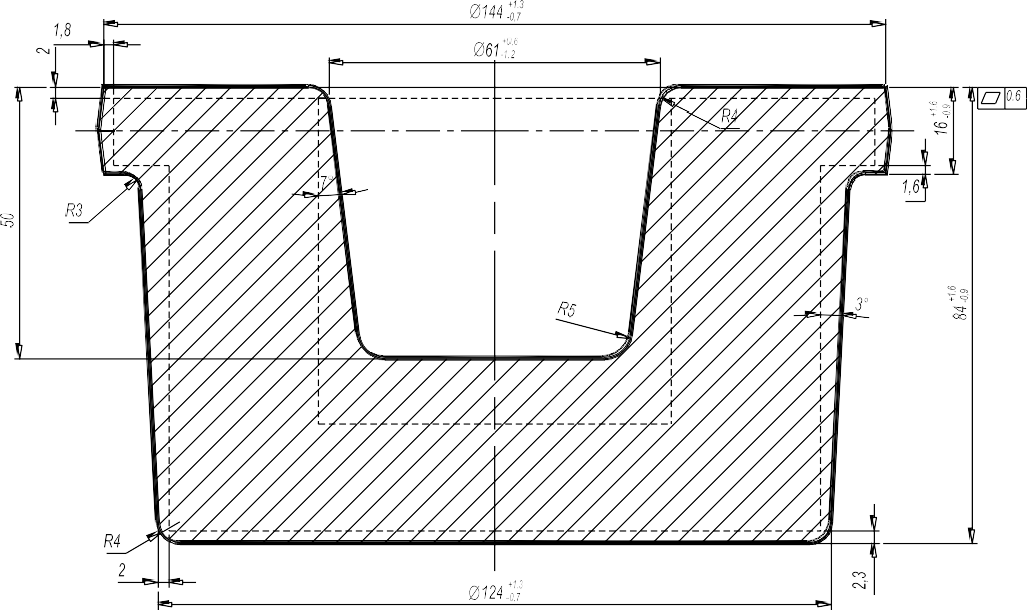 Ø144 +1.3 -0.7
1,8
2
Ø61 +0.6 -1.2
0.6
R4
16 +1.6 -0.9
1,6
7°
R3
50
R5
3°
84 +1.6 -0.9
R4
2
2,3
Ø124 +1.3 -0.7